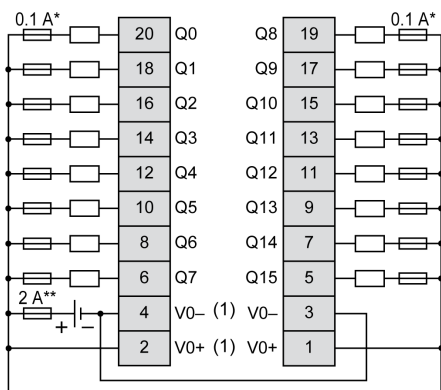 0.1 A* 20 Q0 Q8 19 0.1 A*
18 Q1 Q9 17
16 Q2 Q10 15
14 Q3 Q11 13
12 Q4 Q12 11
10 Q5 Q13 9
8 Q6 Q14 7
6 Q7 Q15 5
2 A** + – 4 V0– (1) V0– 3
2 V0+ (1) V0+ 1